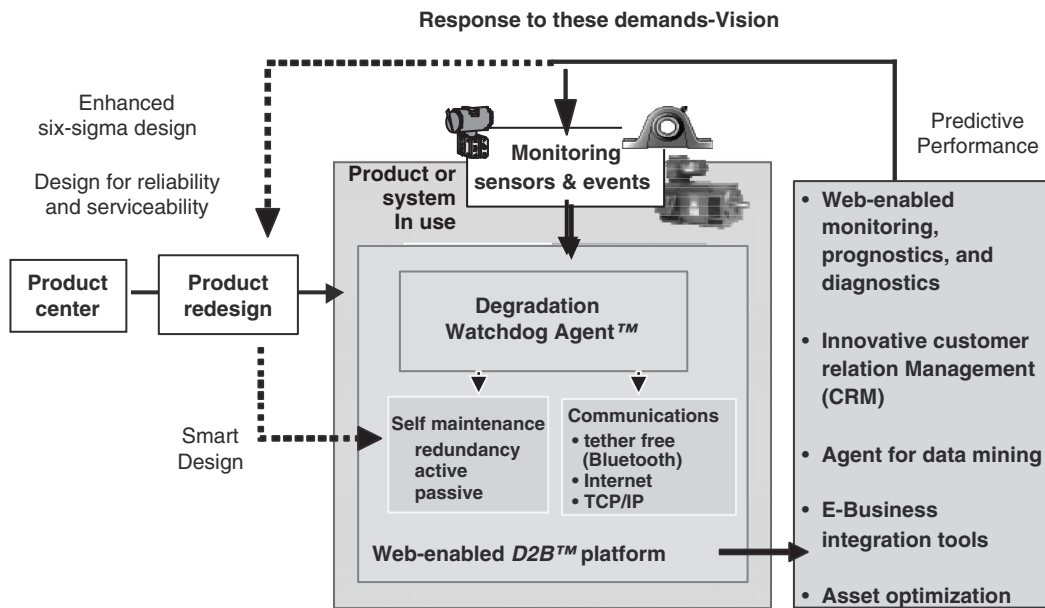 Response to these demands-Vision
Enhanced
six-sigma design
Design for reliability
and serviceability
Predictive
Performance
Monitoring
sensors & events
Product or
system
In use
Product
center
Product
redesign
Degradation
Watchdog Agent™
Self maintenance
redundancy
active
passive
Communications
• tether free
(Bluetooth)
• Internet
• TCP/IP
Smart
Design
Web-enabled D2B™ platform
• Web-enabled
monitoring,
prognostics, and
diagnostics
• Innovative customer
relation Management
(CRM)
• Agent for data mining
• E-Business
integration tools
• Asset optimization